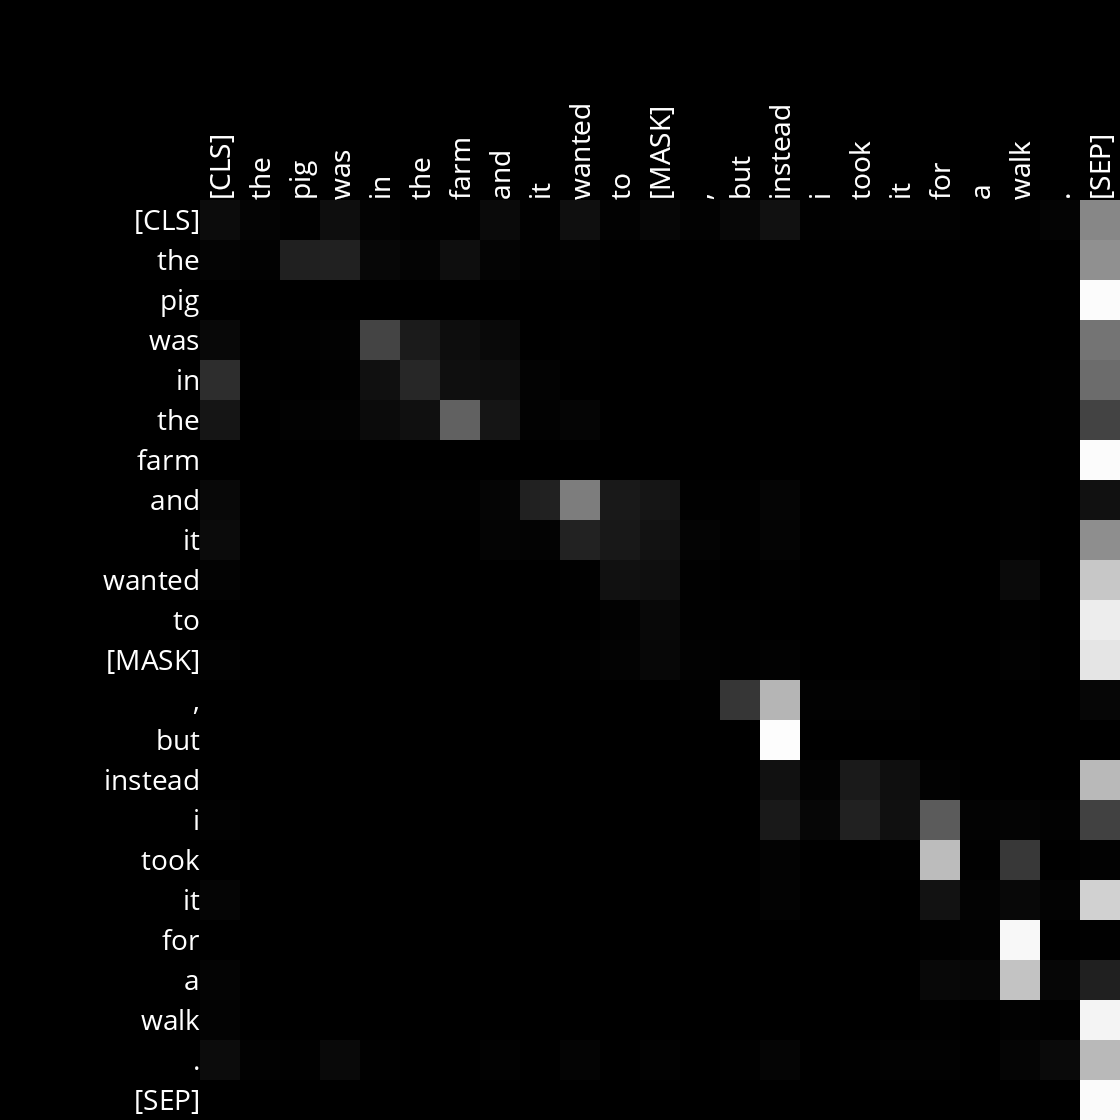 [CLS] the pig was in the farm and it wanted to [MASK] , but instead i took it for a walk . [SEP]
[CLS]
the
pig
was
in
the
farm
and
it
wanted
to
[MASK]
,
but
instead
i
took
it
for
a
walk
.
[SEP]